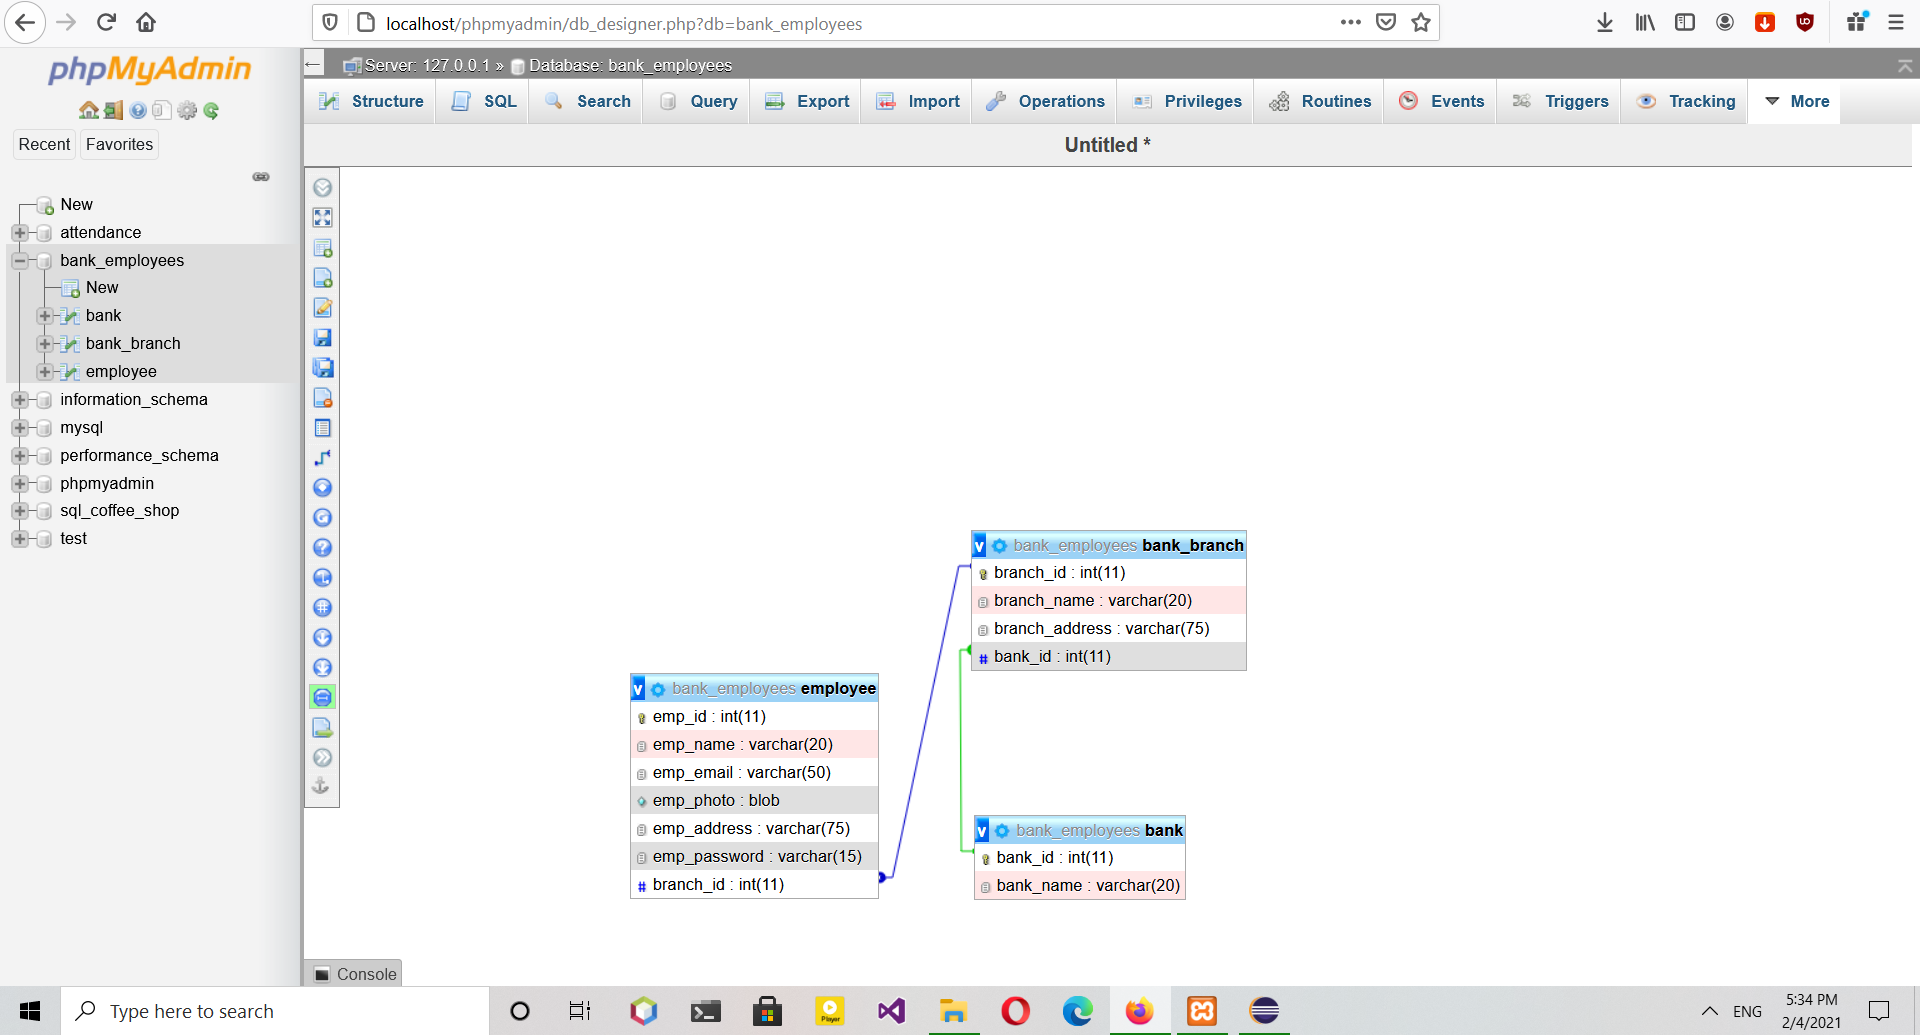 localhost/phpmyadmin/db_designer.php?db=bank_employees
phpMyAdmin
Recent Favorites
New
attendance
bank_employees
New
bank
bank_branch
employee
information_schema
mysql
performance_schema
phpmyadmin
sql_coffee_shop
test
Server: 127.0.0.1 » Database: bank_employees
Structure SQL Search Query Export Import Operations Privileges Routines Events Triggers Tracking More
Untitled *
v bank_employees bank_branch
branch_id : int(11)
branch_name : varchar(20)
branch_address : varchar(75)
# bank_id : int(11)
v bank_employees employee
emp_id : int(11)
emp_name : varchar(20)
emp_email : varchar(50)
emp_photo : blob
emp_address : varchar(75)
emp_password : varchar(15)
# branch_id : int(11)
v bank_employees bank
bank_id : int(11)
bank_name : varchar(20)
Console
Type here to search
Player
ENG
5:34 PM
2/4/2021